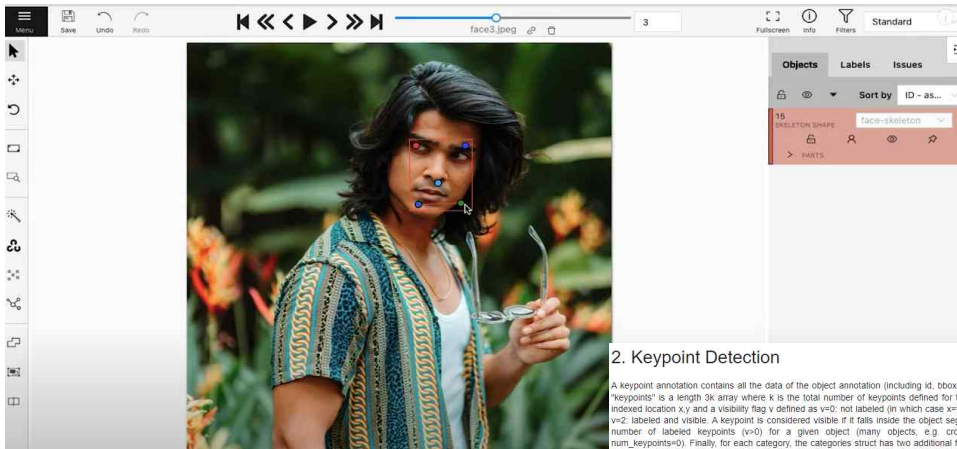 Menu
Save
Undo
Redo
face3.jpeg
3
Fullscreen
Info
Filters
Standard
Objects Labels Issues
Sort by ID - as...
15
SKELETON SHAPE
face-skeleton
PARTS
2. Keypoint Detection
A keypoint annotation contains all the data of the object annotation (including id, bbox
"keypoints" is a length 3k array where k is the total number of keypoints defined for
indexed location x,y and a visibility flag v defined as v=0: not labeled (in which case x=
v=2: labeled and visible. A keypoint is considered visible if it falls inside the object seg
number of labeled keypoints (v>0) for a given object (many objects, e.g. cro
num_keypoints=0). Finally, for each category, the categories struct has two additional